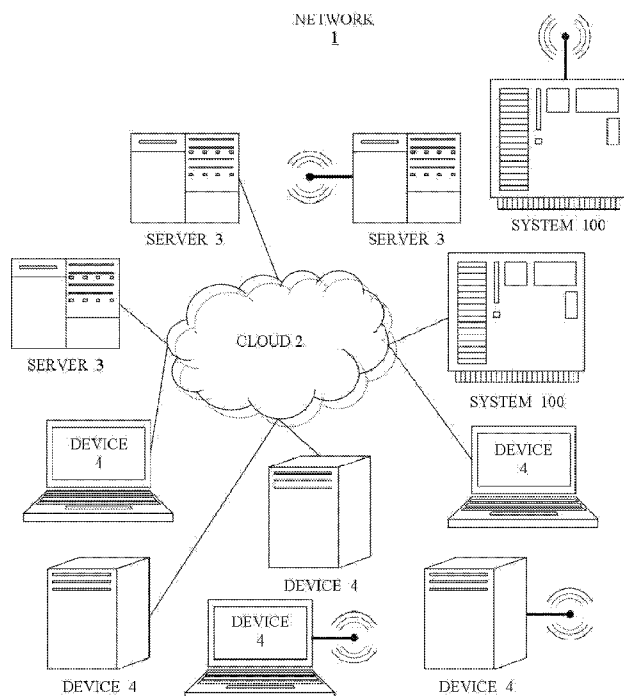 NETWORK
1
SYSTEM 100
SERVER 3
SERVER 3
SERVER 3
CLOUD 2
SYSTEM 100
DEVICE
4
DEVICE
4
DEVICE 4
DEVICE 4
DEVICE
4
DEVICE 4